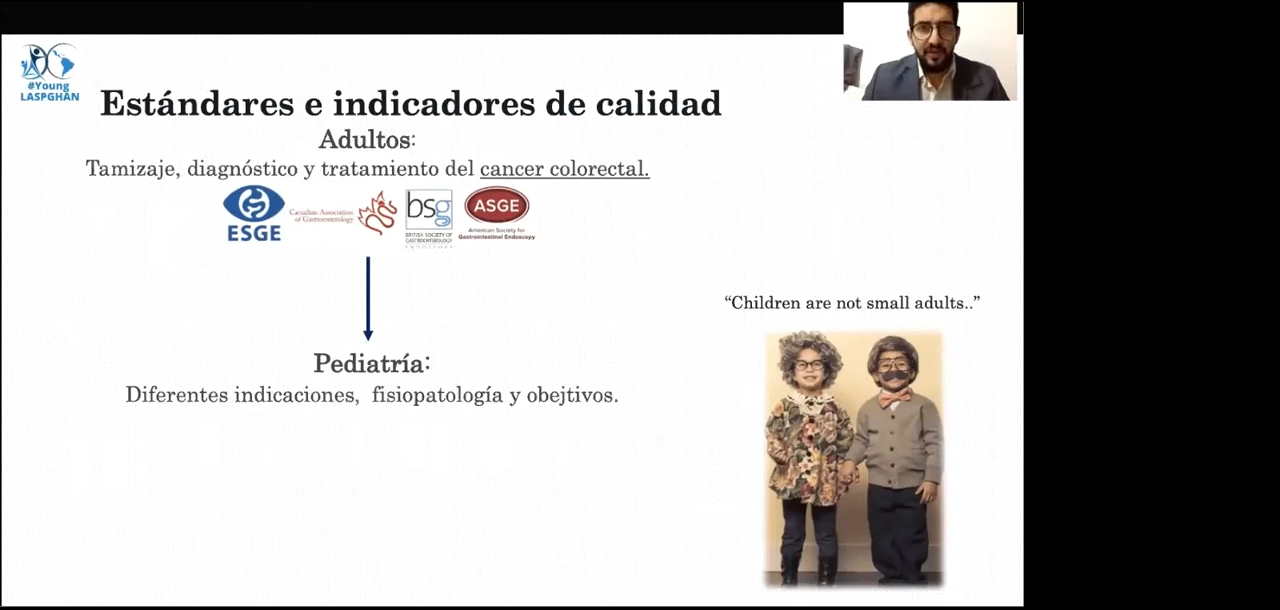 #Young
LASPGHAN
Estándares e indicadores de calidad
Adultos:
Tamizaje, diagnóstico y tratamiento del cancer colorectal.
ESGE
Canadian Association
of Gastroenterology
bsg
BRITISH SOCIETY OF
GASTROENTEROLOGY
ASGE
American Society for
Gastrointestinal Endoscopy
“Children are not small adults..”
Pediatría:
Diferentes indicaciones, fisiopatología y obejtivos.